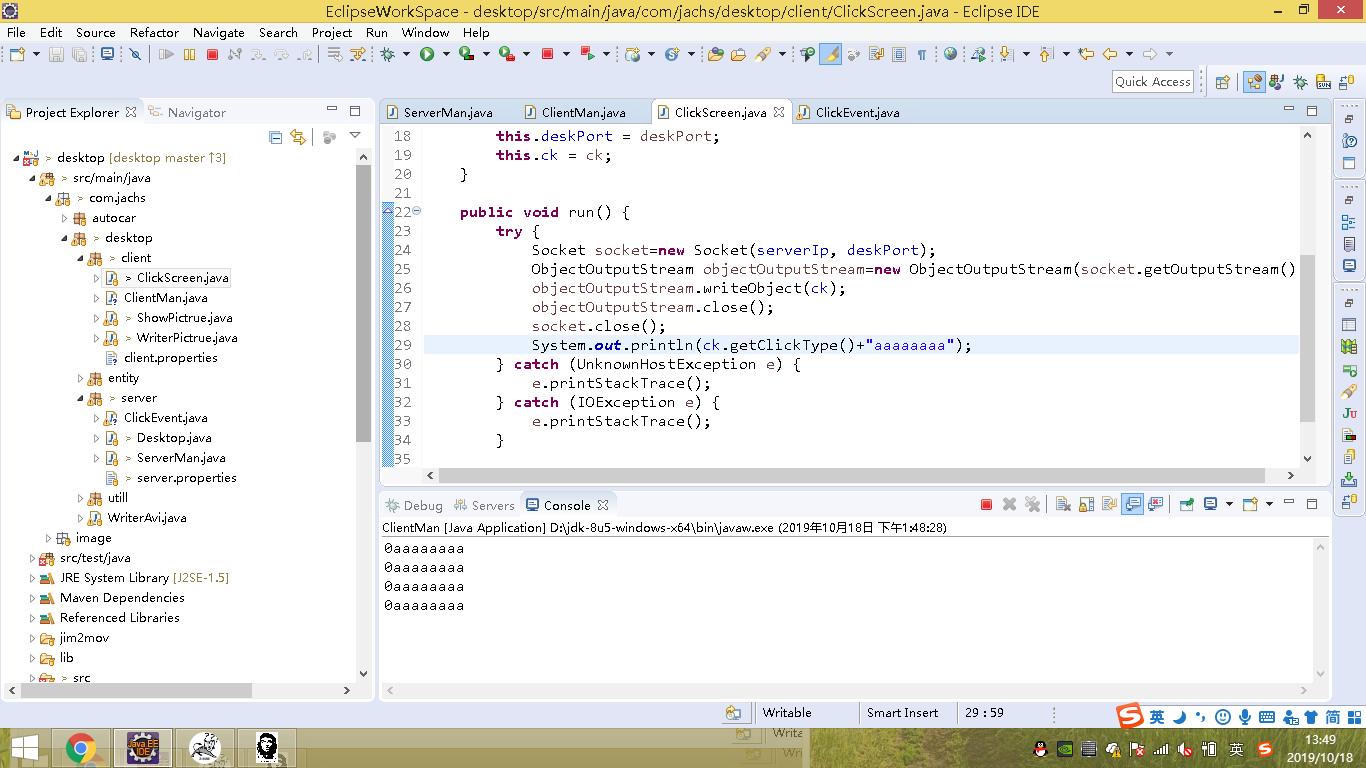 EclipseWorkSpace - desktop/src/main/java/com/jachs/desktop/client/ClickScreen.java - Eclipse IDE
File Edit Source Refactor Navigate Search Project Run Window Help
Quick Access
Project Explorer Navigator
> desktop [desktop master ↑3]
> src/main/java
> com.jachs
autocar
> desktop
> client
> ClickScreen.java
ClientMan.java
> ShowPictrue.java
> WriterPictrue.java
client.properties
entity
> server
ClickEvent.java
> Desktop.java
> ServerMan.java
> server.properties
utill
WriterAvi.java
image
src/test/java
JRE System Library [J2SE-1.5]
Maven Dependencies
Referenced Libraries
jim2mov
lib
> src
ServerMan.java ClientMan.java ClickScreen.java ClickEvent.java
18 this.deskPort = deskPort;
19 this.ck = ck;
20 }
21
22 public void run() {
23 try {
24 Socket socket=new Socket(serverIp, deskPort);
25 ObjectOutputStream objectOutputStream=new ObjectOutputStream(socket.getOutputStream()
26 objectOutputStream.writeObject(ck);
27 objectOutputStream.close();
28 socket.close();
29 System.out.println(ck.getClickType()+"aaaaaaaa");
30 } catch (UnknownHostException e) {
31 e.printStackTrace();
32 } catch (IOException e) {
33 e.printStackTrace();
34 }
35
Debug Servers Console
ClientMan [Java Application] D:\jdk-8u5-windows-x64\bin\javaw.exe (2019年10月18日 下午1:48:28)
0aaaaaaaa
0aaaaaaaa
0aaaaaaaa
0aaaaaaaa
Writable Smart Insert 29 : 59
英 简
Java EE
IDE
英
13:49
2019/10/18